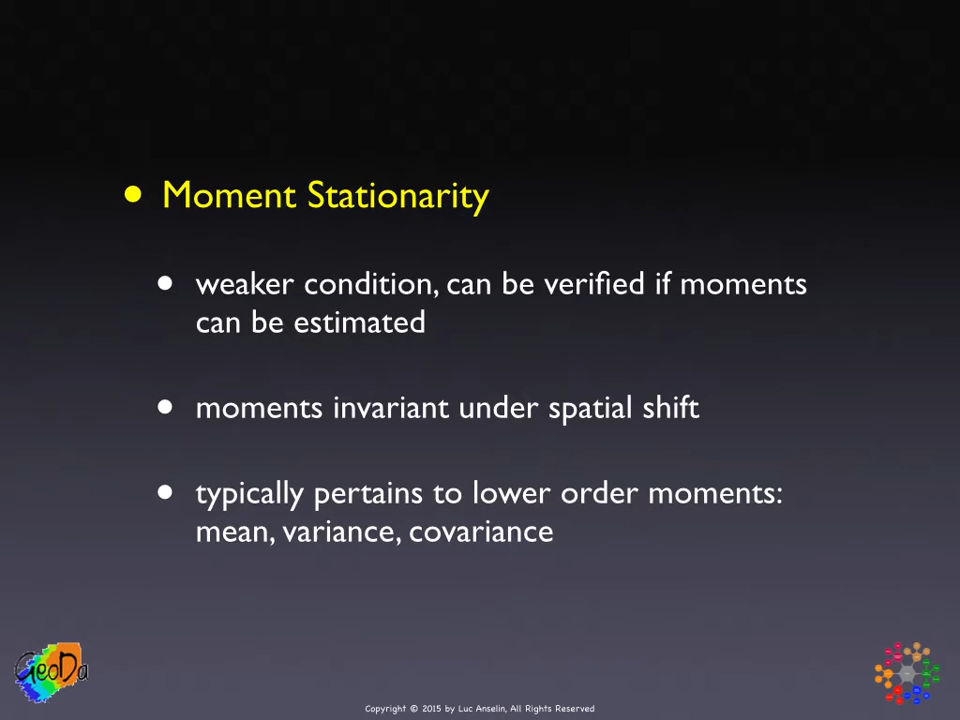 • Moment Stationarity
• weaker condition, can be verified if moments
can be estimated
• moments invariant under spatial shift
• typically pertains to lower order moments:
mean, variance, covariance
GeoDa
Copyright © 2015 by Luc Anselin, All Rights Reserved